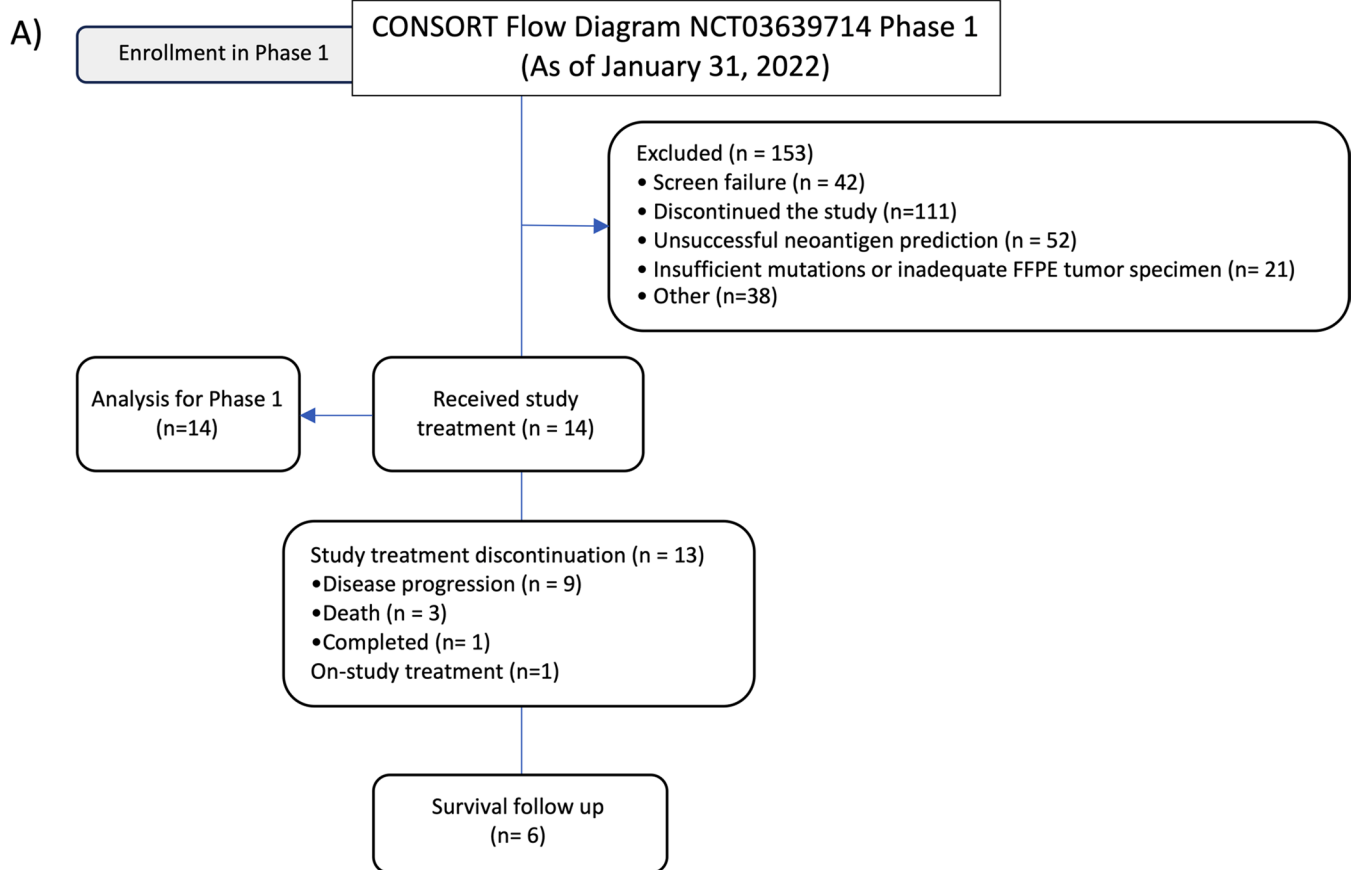 A)
Enrollment in Phase 1
CONSORT Flow Diagram NCT03639714 Phase 1
(As of January 31, 2022)
Excluded (n = 153)
• Screen failure (n = 42)
• Discontinued the study (n=111)
• Unsuccessful neoantigen prediction (n = 52)
• Insufficient mutations or inadequate FFPE tumor specimen (n= 21)
• Other (n=38)
Analysis for Phase 1
(n=14)
Received study
treatment (n = 14)
Study treatment discontinuation (n = 13)
•Disease progression (n = 9)
•Death (n = 3)
•Completed (n= 1)
On-study treatment (n=1)
Survival follow up
(n= 6)